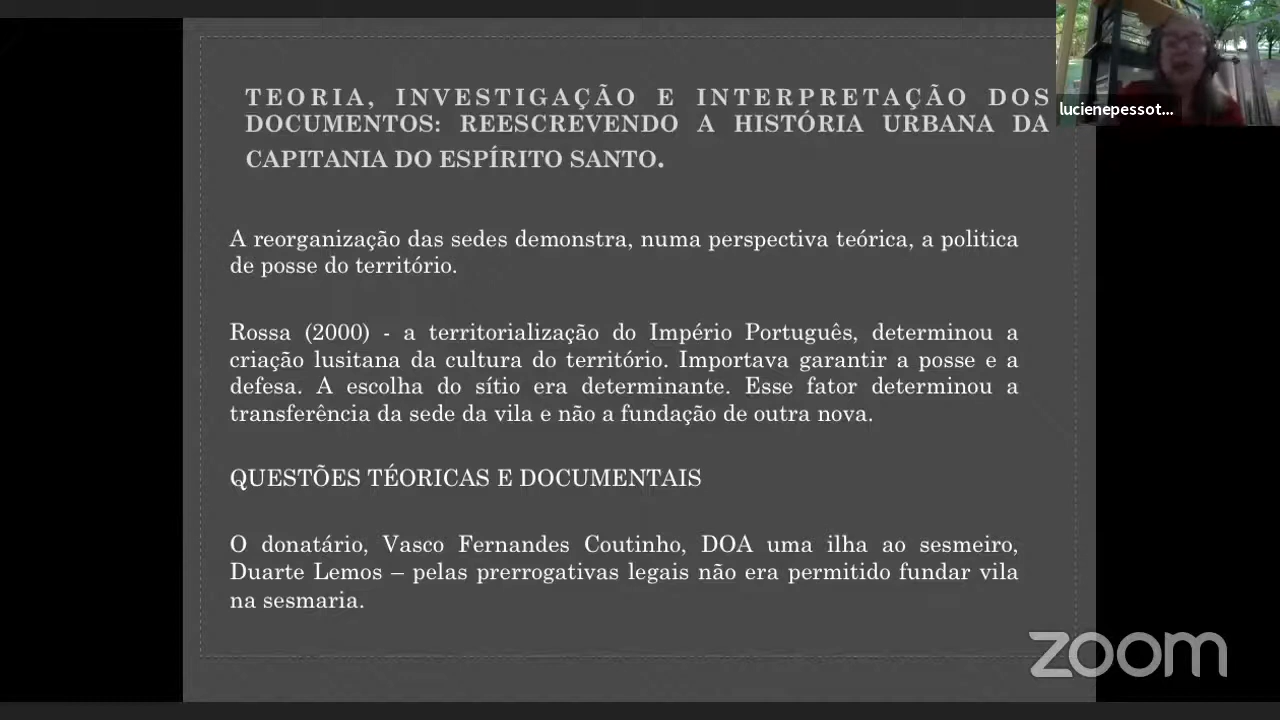 TEORIA, INVESTIGAÇÃO E INTERPRETAÇÃO DOS
DOCUMENTOS: REESCREVENDO A HISTÓRIA URBANA DA
CAPITANIA DO ESPÍRITO SANTO.
lucienepessot...
A reorganização das sedes demonstra, numa perspectiva teórica, a politica
de posse do território.
Rossa (2000) - a territorialização do Império Português, determinou a
criação lusitana da cultura do território. Importava garantir a posse e a
defesa. A escolha do sítio era determinante. Esse fator determinou a
transferência da sede da vila e não a fundação de outra nova.
QUESTÕES TÉORICAS E DOCUMENTAIS
O donatário, Vasco Fernandes Coutinho, DOA uma ilha ao sesmeiro,
Duarte Lemos – pelas prerrogativas legais não era permitido fundar vila
na sesmaria.
zoom